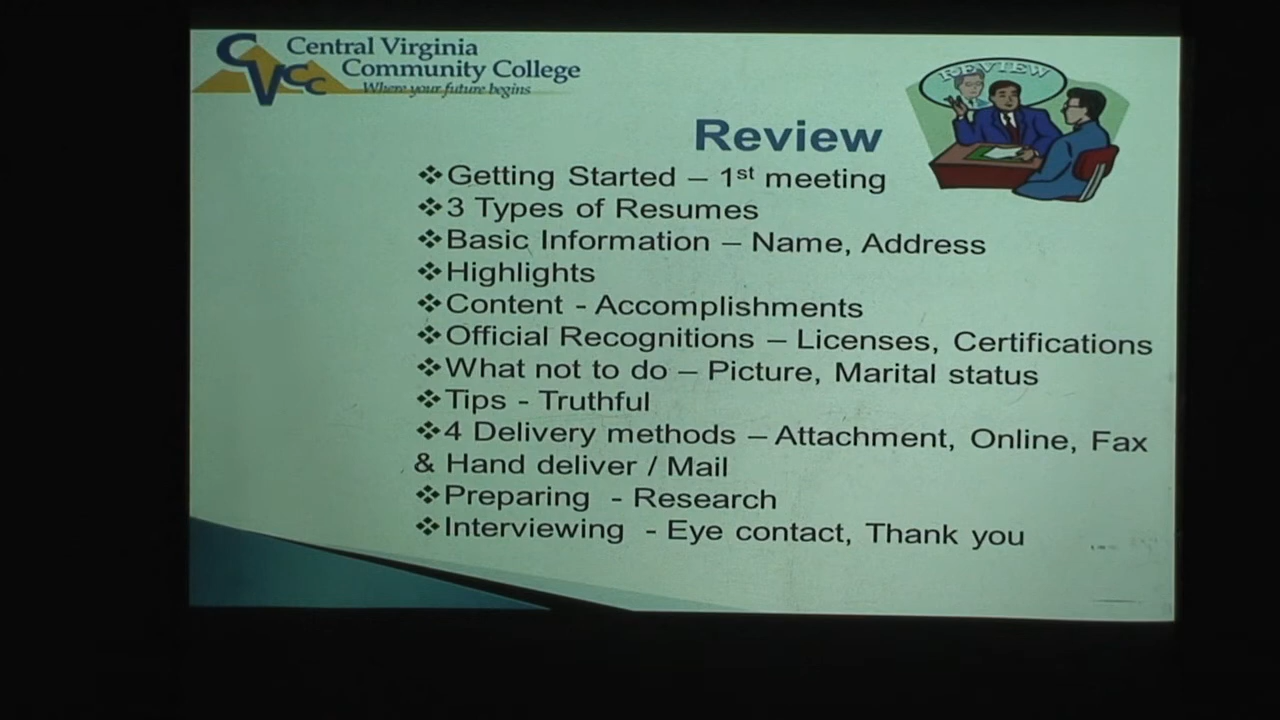 Central Virginia
Community College
Where your future begins
CVCC
REVIEW
Review
❖Getting Started – 1st meeting
❖3 Types of Resumes
❖Basic Information – Name, Address
❖Highlights
❖Content - Accomplishments
❖Official Recognitions – Licenses, Certifications
❖What not to do – Picture, Marital status
❖Tips - Truthful
❖4 Delivery methods – Attachment, Online, Fax
& Hand deliver / Mail
❖Preparing - Research
❖Interviewing - Eye contact, Thank you